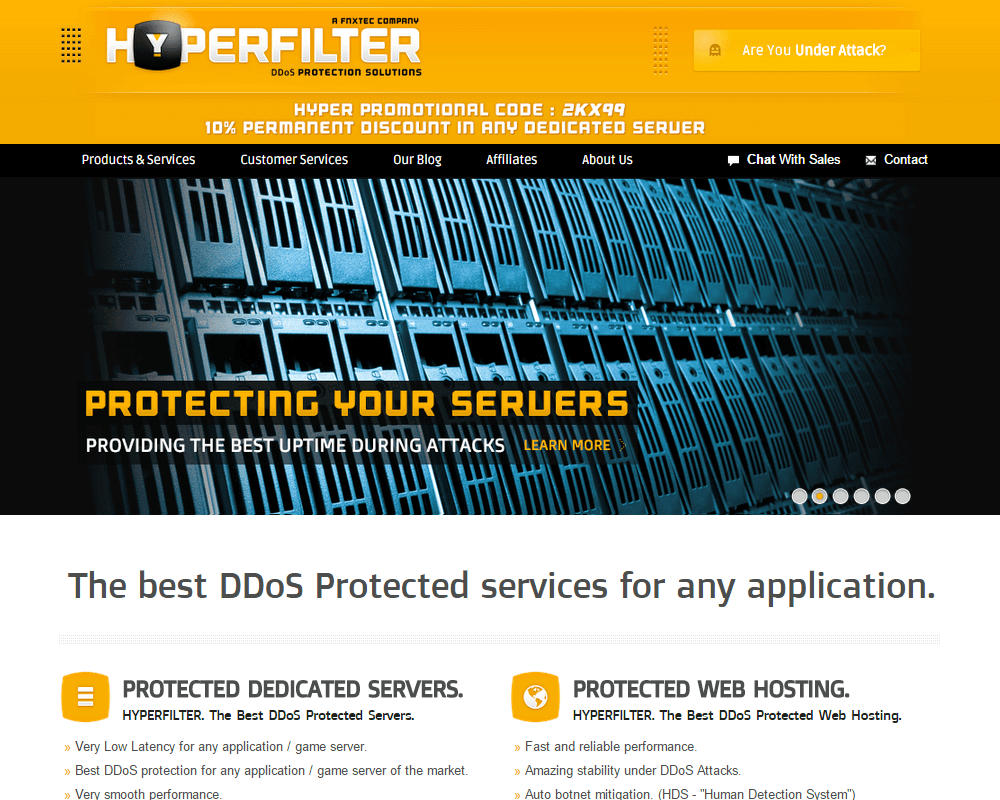 A FNXTEC COMPANY
HYPERFILTER
DDoS PROTECTION SOLUTIONS
Are You Under Attack?
HYPER PROMOTIONAL CODE : 2KX99
10% PERMANENT DISCOUNT IN ANY DEDICATED SERVER
Products & Services Customer Services Our Blog Affiliates About Us Chat With Sales Contact
PROTECTING YOUR SERVERS
PROVIDING THE BEST UPTIME DURING ATTACKS LEARN MORE
The best DDoS Protected services for any application.
PROTECTED DEDICATED SERVERS.
HYPERFILTER. The Best DDoS Protected Servers.
» Very Low Latency for any application / game server.
» Best DDoS protection for any application / game server of the market.
» Very smooth performance.
PROTECTED WEB HOSTING.
HYPERFILTER. The Best DDoS Protected Web Hosting.
» Fast and reliable performance.
» Amazing stability under DDoS Attacks.
» Auto botnet mitigation. (HDS - "Human Detection System")